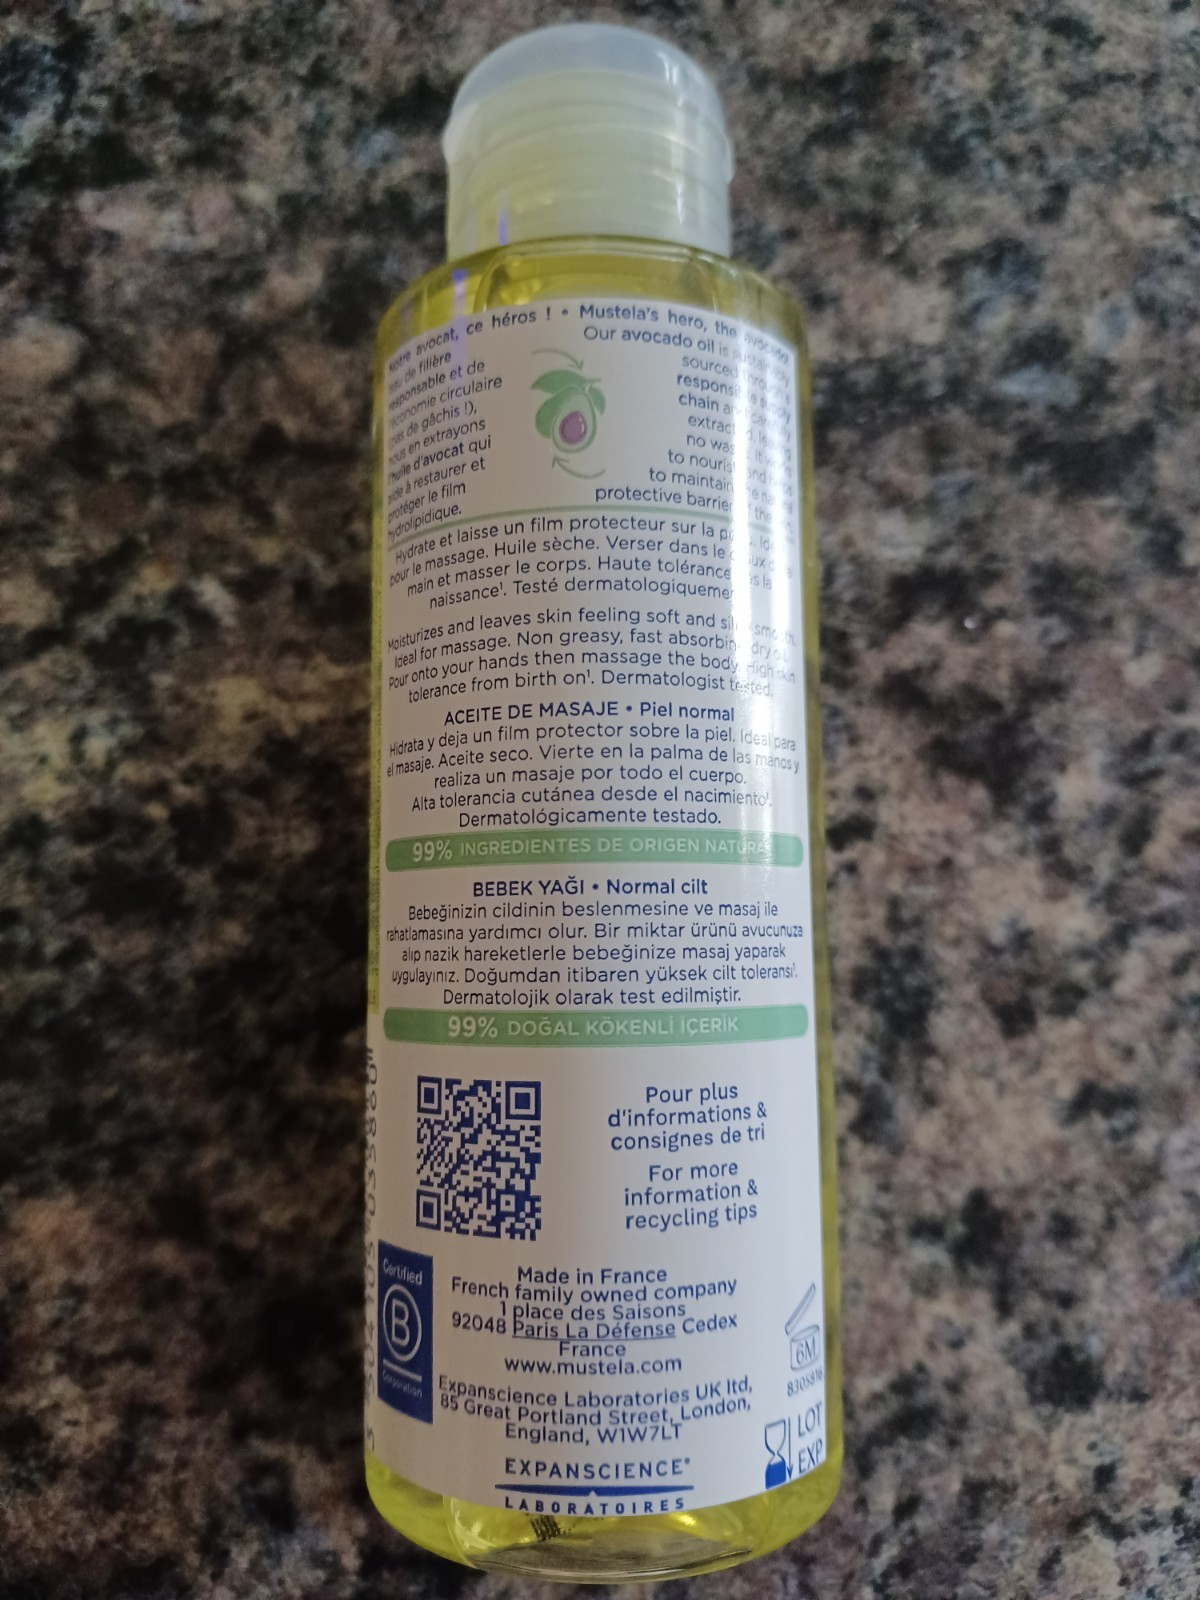 Notre avocat, ce héros ! • Mustela's hero, the avocado
responsable et de
l'économie circulaire
(pas de gâchis !),
nous en extrayons
l'huile d'avocat qui
aide à restaurer et
protéger le film
hydrolipidique.
Our avocado oil is
sourced
chain
no
to
to maintain
protective barrier
Hydrate et laisse un film protecteur sur la
pour le massage. Huile sèche. Verser dans le
main et masser le corps. Haute tolérance
naissance¹. Testé dermatologiquement
Moisturizes and leaves skin feeling soft and
Ideal for massage. Non greasy, fast absorbing
Pour onto your hands then massage the body. High skin
tolerance from birth on¹. Dermatologist tested.
ACEITE DE MASAJE • Piel normal
Hidrata y deja un film protector sobre la piel. Ideal para
el masaje. Aceite seco. Vierte en la palma de las manos y
realiza un masaje por todo el cuerpo.
Alta tolerancia cutánea desde el nacimiento¹.
Dermatológicamente testado.
99% INGREDIENTES DE ORIGEN NATURAL
BEBEK YAĞI • Normal cilt
Bebeğinizin cildinin beslenmesine ve masaj ile
rahatlamasına yardımcı olur. Bir miktar ürünü avucunuza
alıp nazik hareketlerle bebeğinize masaj yaparak
uygulayınız. Doğumdan itibaren yüksek cilt toleransı¹.
Dermatolojik olarak test edilmiştir.
99% DOĞAL KÖKENLİ İÇERİK
Pour plus
d'informations &
consignes de tri
For more
information &
recycling tips
Certified
B
Corporation
Made in France
French family owned company
1 place des Saisons
92048 Paris La Défense Cedex
France
www.mustela.com
Expanscience Laboratories UK ltd,
85 Great Portland Street, London,
England, W1W7LT
EXPANSCIENCE®
LABORATOIRES
6M
8305816
LOT
EXP